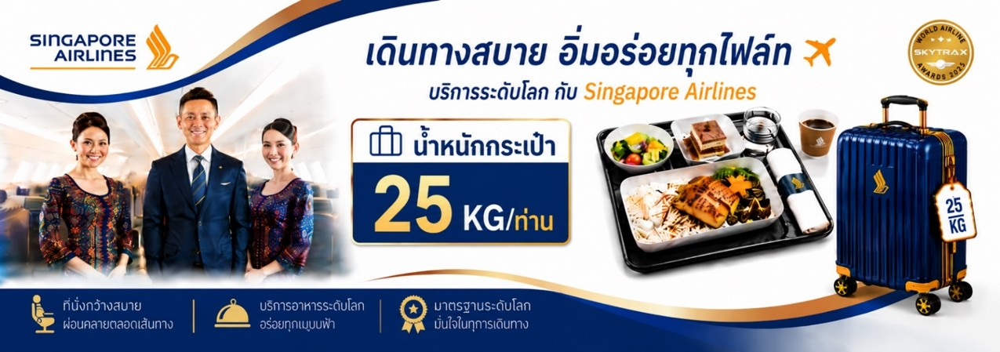 SINGAPORE
AIRLINES
เดินทางสบาย อิ่มอร่อยทุกไฟล์ท
บริการระดับโลก กับ Singapore Airlines
WORLD AIRLINE
SKYTRAX
AWARDS 2025
น้ำหนักกระเป๋า
25 KG/ท่าน
25
KG
ที่นั่งกว้างสบาย
ผ่อนคลายตลอดเส้นทาง
บริการอาหารระดับโลก
อร่อยทุกเมนูบนฟ้า
มาตรฐานระดับโลก
มั่นใจในทุการเดินทาง